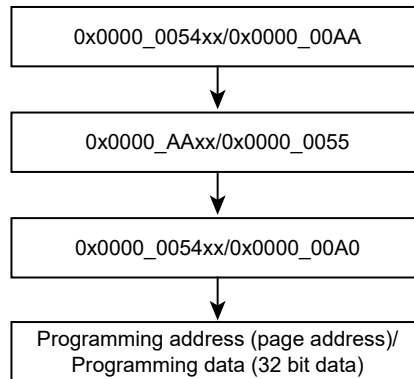 0x0000_0054xx/0x0000_00AA
0x0000_AAxx/0x0000_0055
0x0000_0054xx/0x0000_00A0
Programming address (page address)/
Programming data (32 bit data)